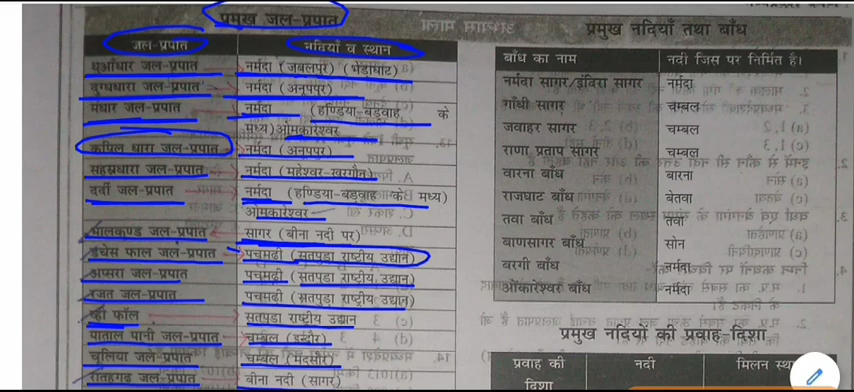 प्रमुख जल-प्रपात
जल-प्रपात नदियाँ व स्थान
धुआँधार जल-प्रपात नर्मदा (जबलपुर) (भेड़ाघाट)
दुग्धधारा जल-प्रपात नर्मदा (अनूपपुर)
मंधार जल-प्रपात नर्मदा (हण्डिया-बड़वाह के
मध्य) ओमकारेश्वर
कपिल धारा जल-प्रपात नर्मदा (अनूपपुर)
सहस्रधारा जल-प्रपात नर्मदा (महेश्वर-खरगौन)
दर्दी जल-प्रपात नर्मदा (हण्डिया-बड़वाह के मध्य)
ओमकारेश्वर
भालकुण्ड जल-प्रपात सागर (बीना नदी पर)
डचेस फाल जल-प्रपात पचमढ़ी (सतपुड़ा राष्ट्रीय उद्यान)
अप्सरा जल-प्रपात पचमढ़ी (सतपुड़ा राष्ट्रीय उद्यान)
रजत जल-प्रपात पचमढ़ी (सतपुड़ा राष्ट्रीय उद्यान)
व्ही फॉल सतपुड़ा राष्ट्रीय उद्यान
पाताल पानी जल-प्रपात चम्बल (इन्दौर)
चूलिया जल-प्रपात चम्बल (मंदसौर)
राहतगढ़ जल-प्रपात बीना नदी (सागर)
प्रमुख नदियाँ तथा बाँध
बाँध का नाम नदी जिस पर निर्मित है।
नर्मदा सागर/इंदिरा सागर नर्मदा
गाँधी सागर चम्बल
जवाहर सागर चम्बल
राणा प्रताप सागर चम्बल
वारना बाँध बारना
राजघाट बाँध बेतवा
तवा बाँध तवा
बाणसागर बाँध सोन
बरगी बाँध नर्मदा
ओंकारेश्वर बाँध नर्मदा
प्रमुख नदियों की प्रवाह-दिशा
प्रवाह की नदी मिलन स्थल
दिशा